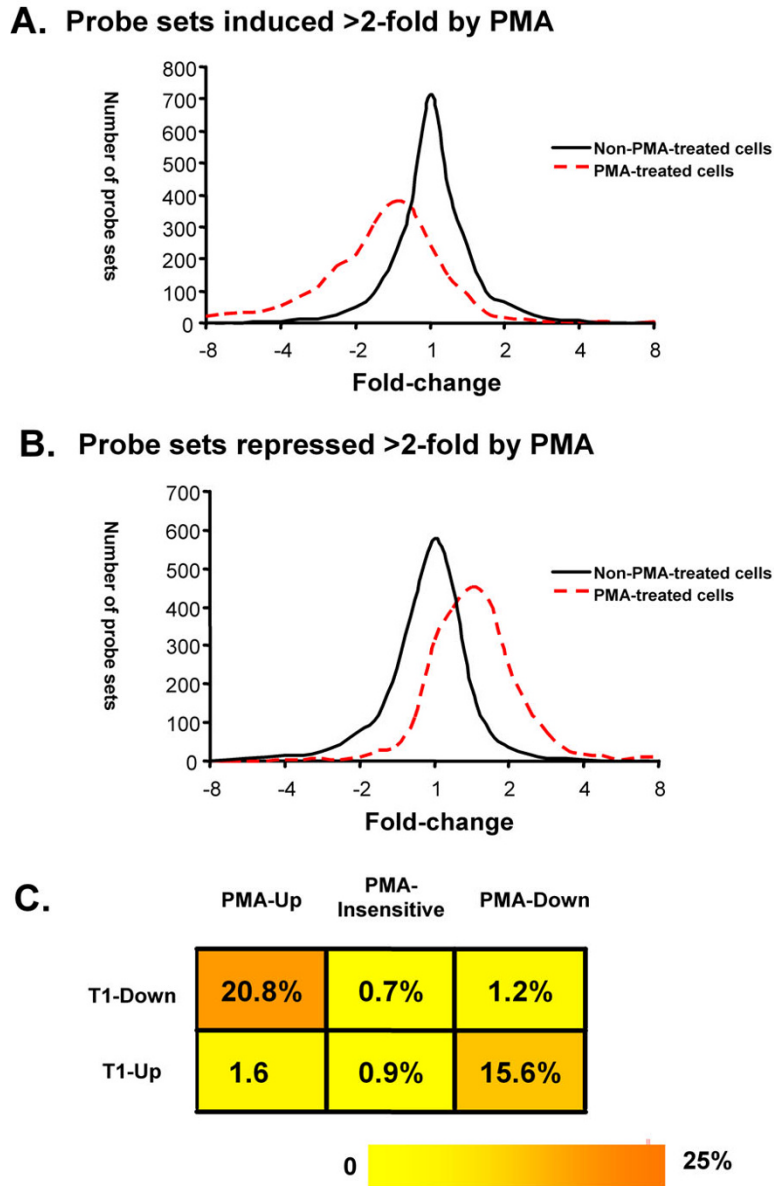 A. Probe sets induced >2-fold by PMA
Number of probe sets
800
700
600
500
400
300
200
100
0
-8 -4 -2 1 2 4 8
Fold-change
Non-PMA-treated cells
PMA-treated cells
B. Probe sets repressed >2-fold by PMA
Number of probe sets
700
600
500
400
300
200
100
0
-8 -4 -2 1 2 4 8
Fold-change
Non-PMA-treated cells
PMA-treated cells
C.
PMA-Up PMA-Insensitive PMA-Down
T1-Down 20.8% 0.7% 1.2%
T1-Up 1.6 0.9% 15.6%
0 25%